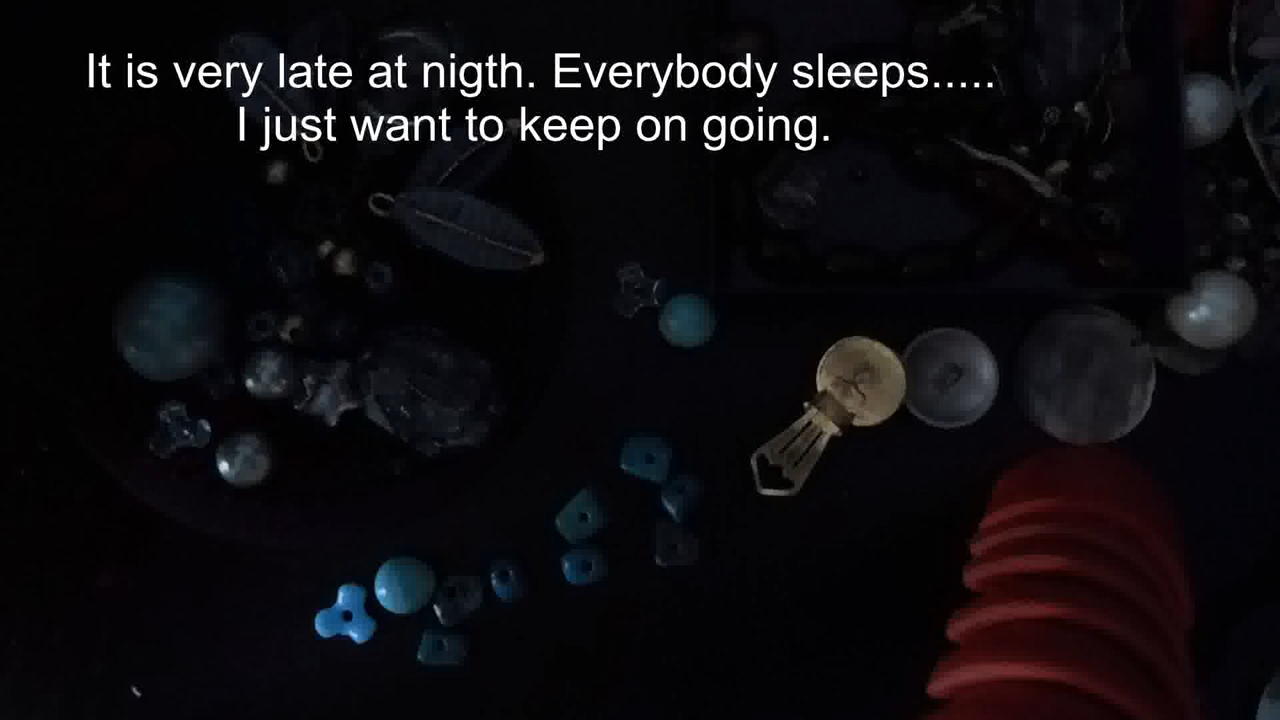 It is very late at nigth. Everybody sleeps.....
I just want to keep on going.